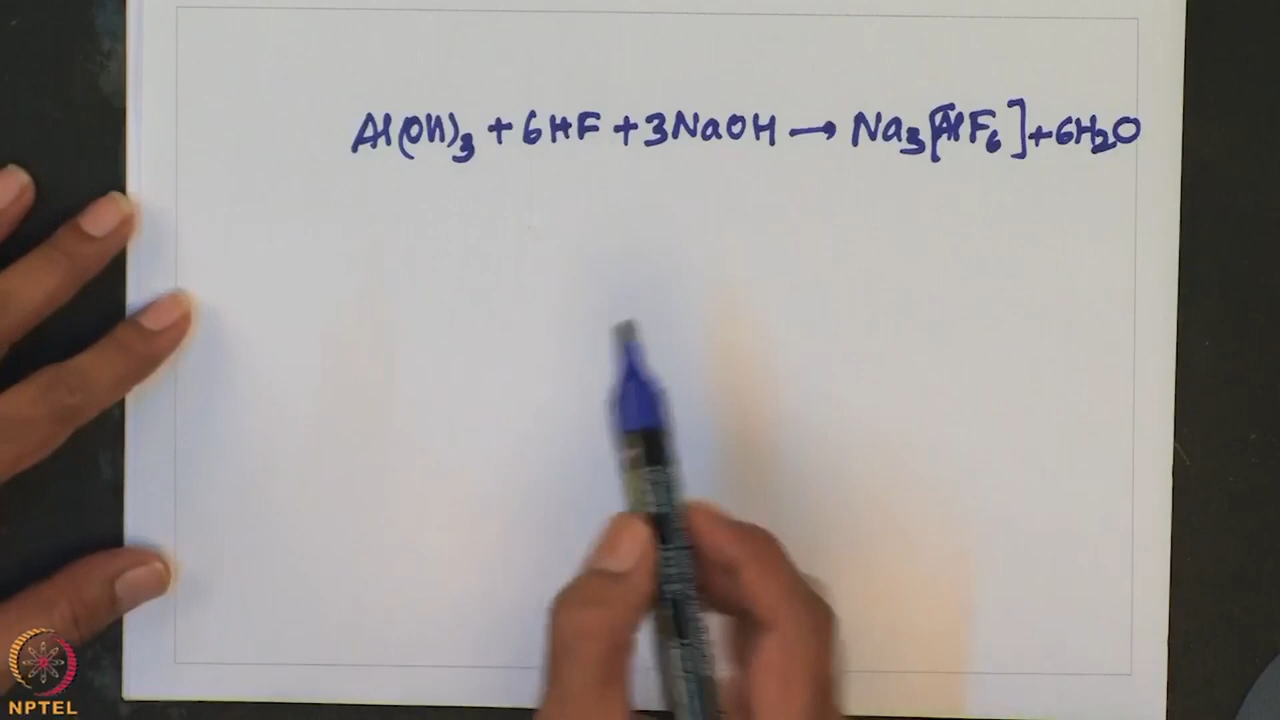 Al(OH)₃ + 6HF + 3NaOH → Na₃[AlF₆] + 6H₂O
NPTEL